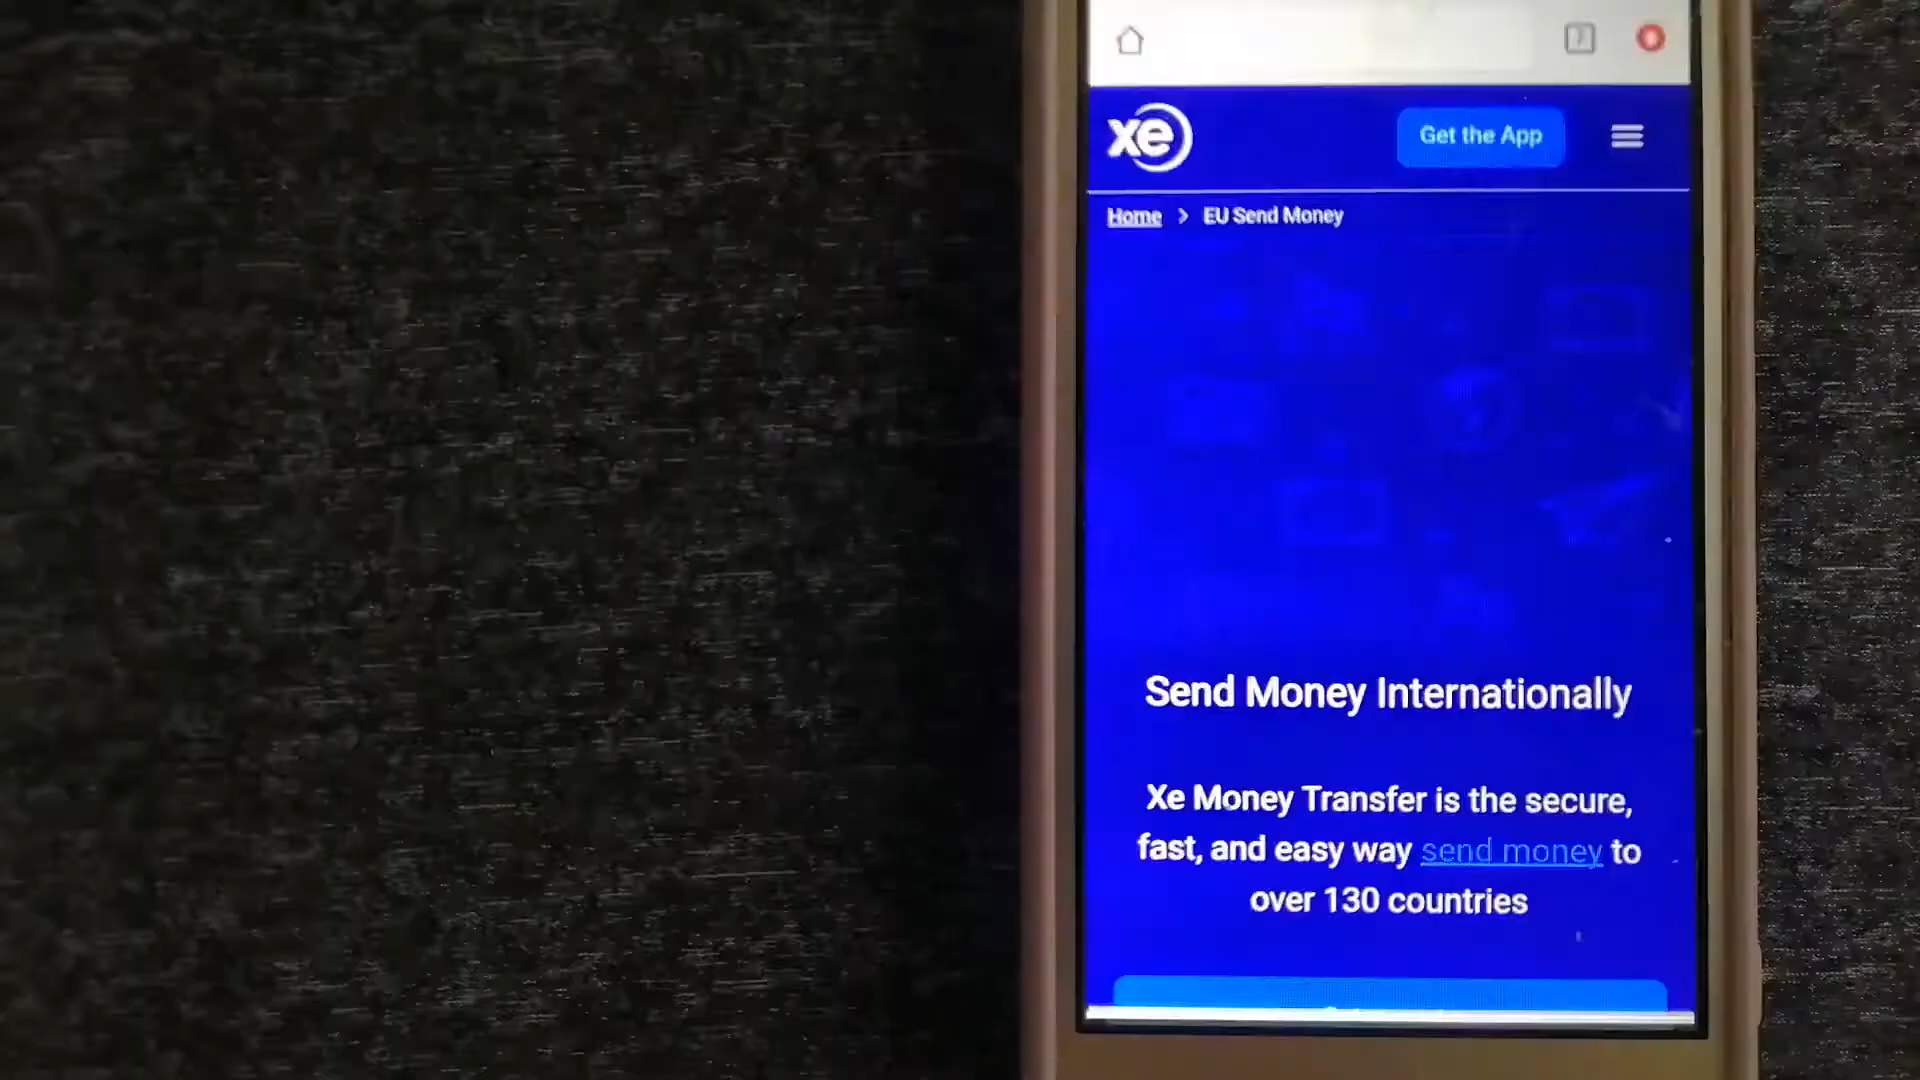 xe
Get the App
Home > EU Send Money
Send Money Internationally
Xe Money Transfer is the secure,
fast, and easy way send money to
over 130 countries